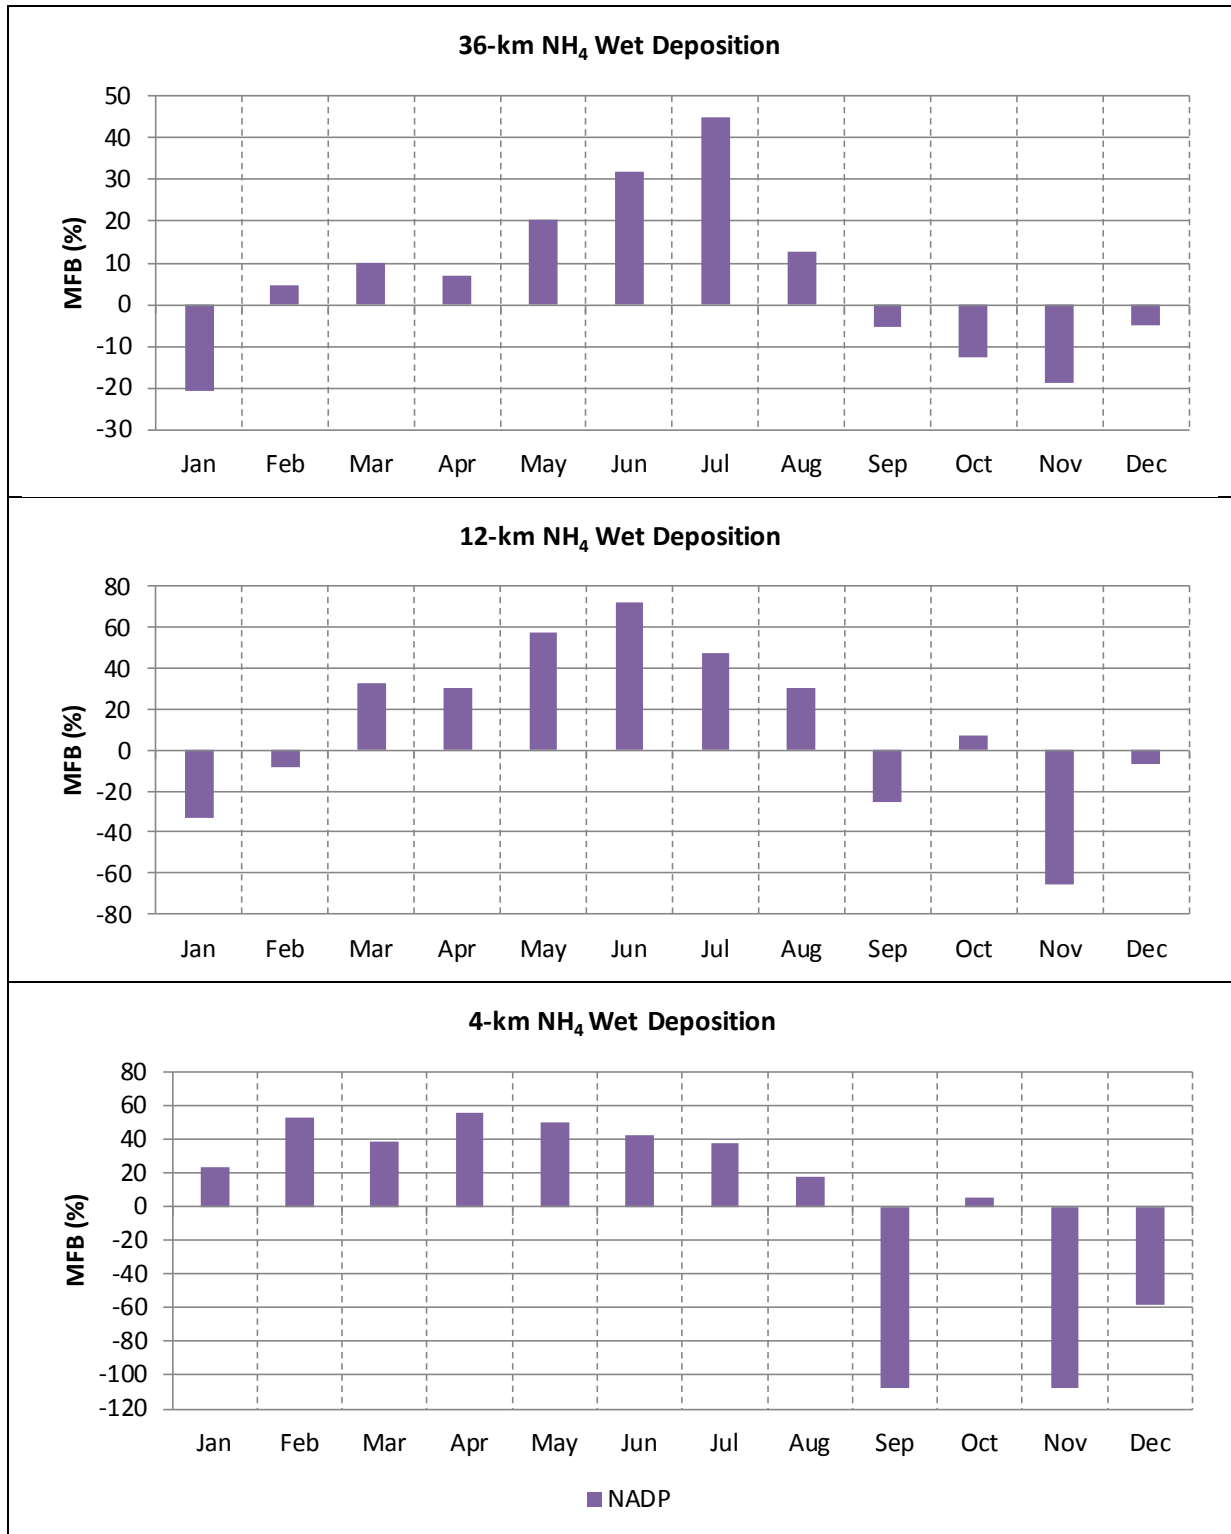 36-km NH₄ Wet Deposition
MFB (%)
50
40
30
20
10
0
-10
-20
-30
Jan Feb Mar Apr May Jun Jul Aug Sep Oct Nov Dec
12-km NH₄ Wet Deposition
MFB (%)
80
60
40
20
0
-20
-40
-60
-80
Jan Feb Mar Apr May Jun Jul Aug Sep Oct Nov Dec
4-km NH₄ Wet Deposition
MFB (%)
80
60
40
20
0
-20
-40
-60
-80
-100
-120
Jan Feb Mar Apr May Jun Jul Aug Sep Oct Nov Dec
NADP